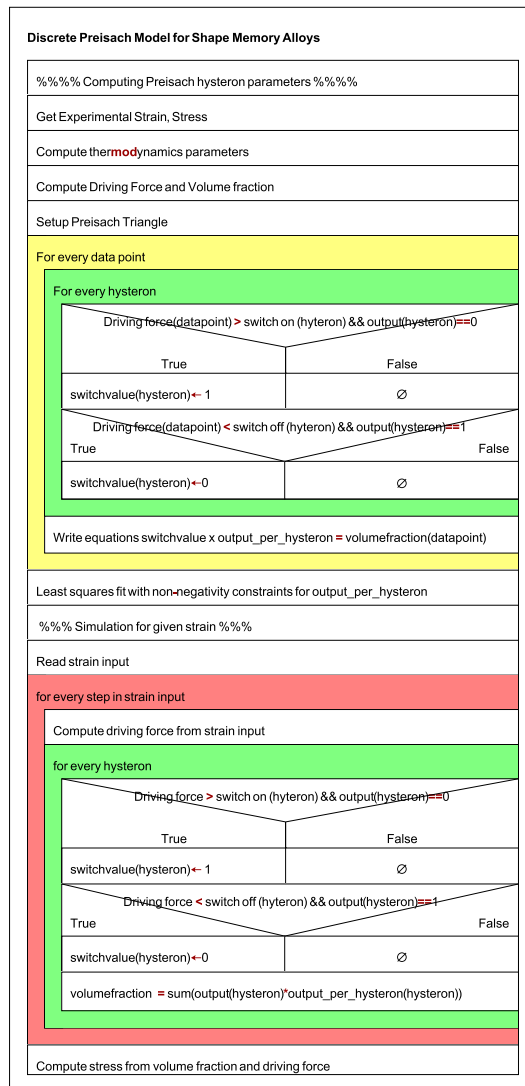 Discrete Preisach Model for Shape Memory Alloys
%%%% Computing Preisach hysteron parameters %%%%
Get Experimental Strain, Stress
Compute thermodynamics parameters
Compute Driving Force and Volume fraction
Setup Preisach Triangle
For every data point
For every hysteron
Driving force(datapoint) > switch on (hyteron) && output(hysteron)==0
True False
switchvalue(hysteron)← 1 ∅
Driving force(datapoint) < switch off (hyteron) && output(hysteron)==1
True False
switchvalue(hysteron)←0 ∅
Write equations switchvalue x output_per_hysteron = volumefraction(datapoint)
Least squares fit with non-negativity constraints for output_per_hysteron
%%% Simulation for given strain %%%
Read strain input
for every step in strain input
Compute driving force from strain input
for every hysteron
Driving force > switch on (hyteron) && output(hysteron)==0
True False
switchvalue(hysteron)← 1 ∅
Driving force < switch off (hyteron) && output(hysteron)==1
True False
switchvalue(hysteron)←0 ∅
volumefraction = sum(output(hysteron)*output_per_hysteron(hysteron))
Compute stress from volume fraction and driving force